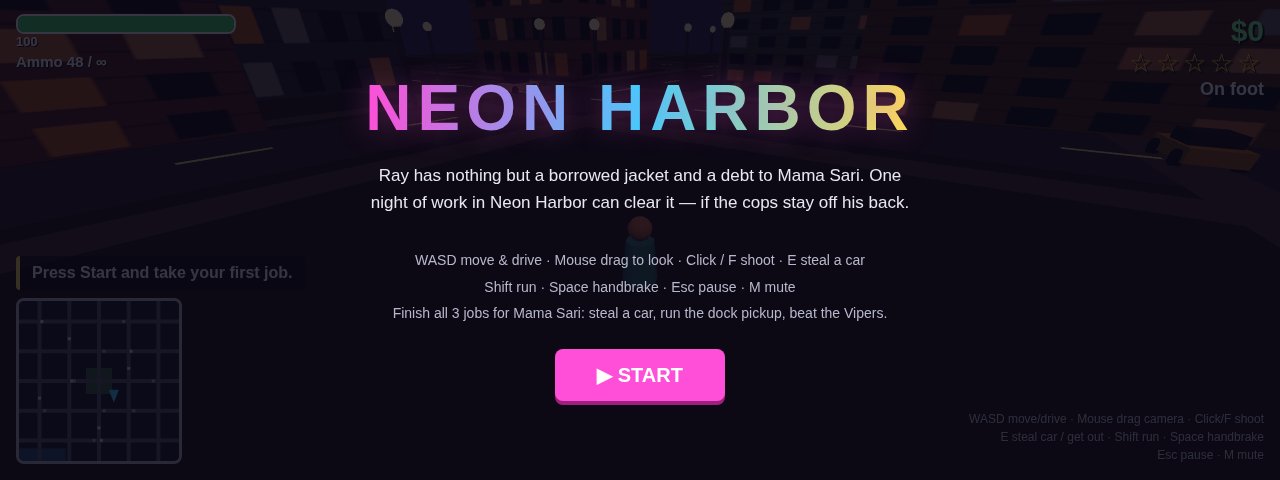 100
Ammo 48 / ∞
$0
☆☆☆☆☆
On foot
NEON HARBOR
Ray has nothing but a borrowed jacket and a debt to Mama Sari. One
night of work in Neon Harbor can clear it — if the cops stay off his back.
WASD move & drive · Mouse drag to look · Click / F shoot · E steal a car
Shift run · Space handbrake · Esc pause · M mute
Finish all 3 jobs for Mama Sari: steal a car, run the dock pickup, beat the Vipers.
Press Start and take your first job.
▶ START
WASD move/drive · Mouse drag camera · Click/F shoot
E steal car / get out · Shift run · Space handbrake
Esc pause · M mute